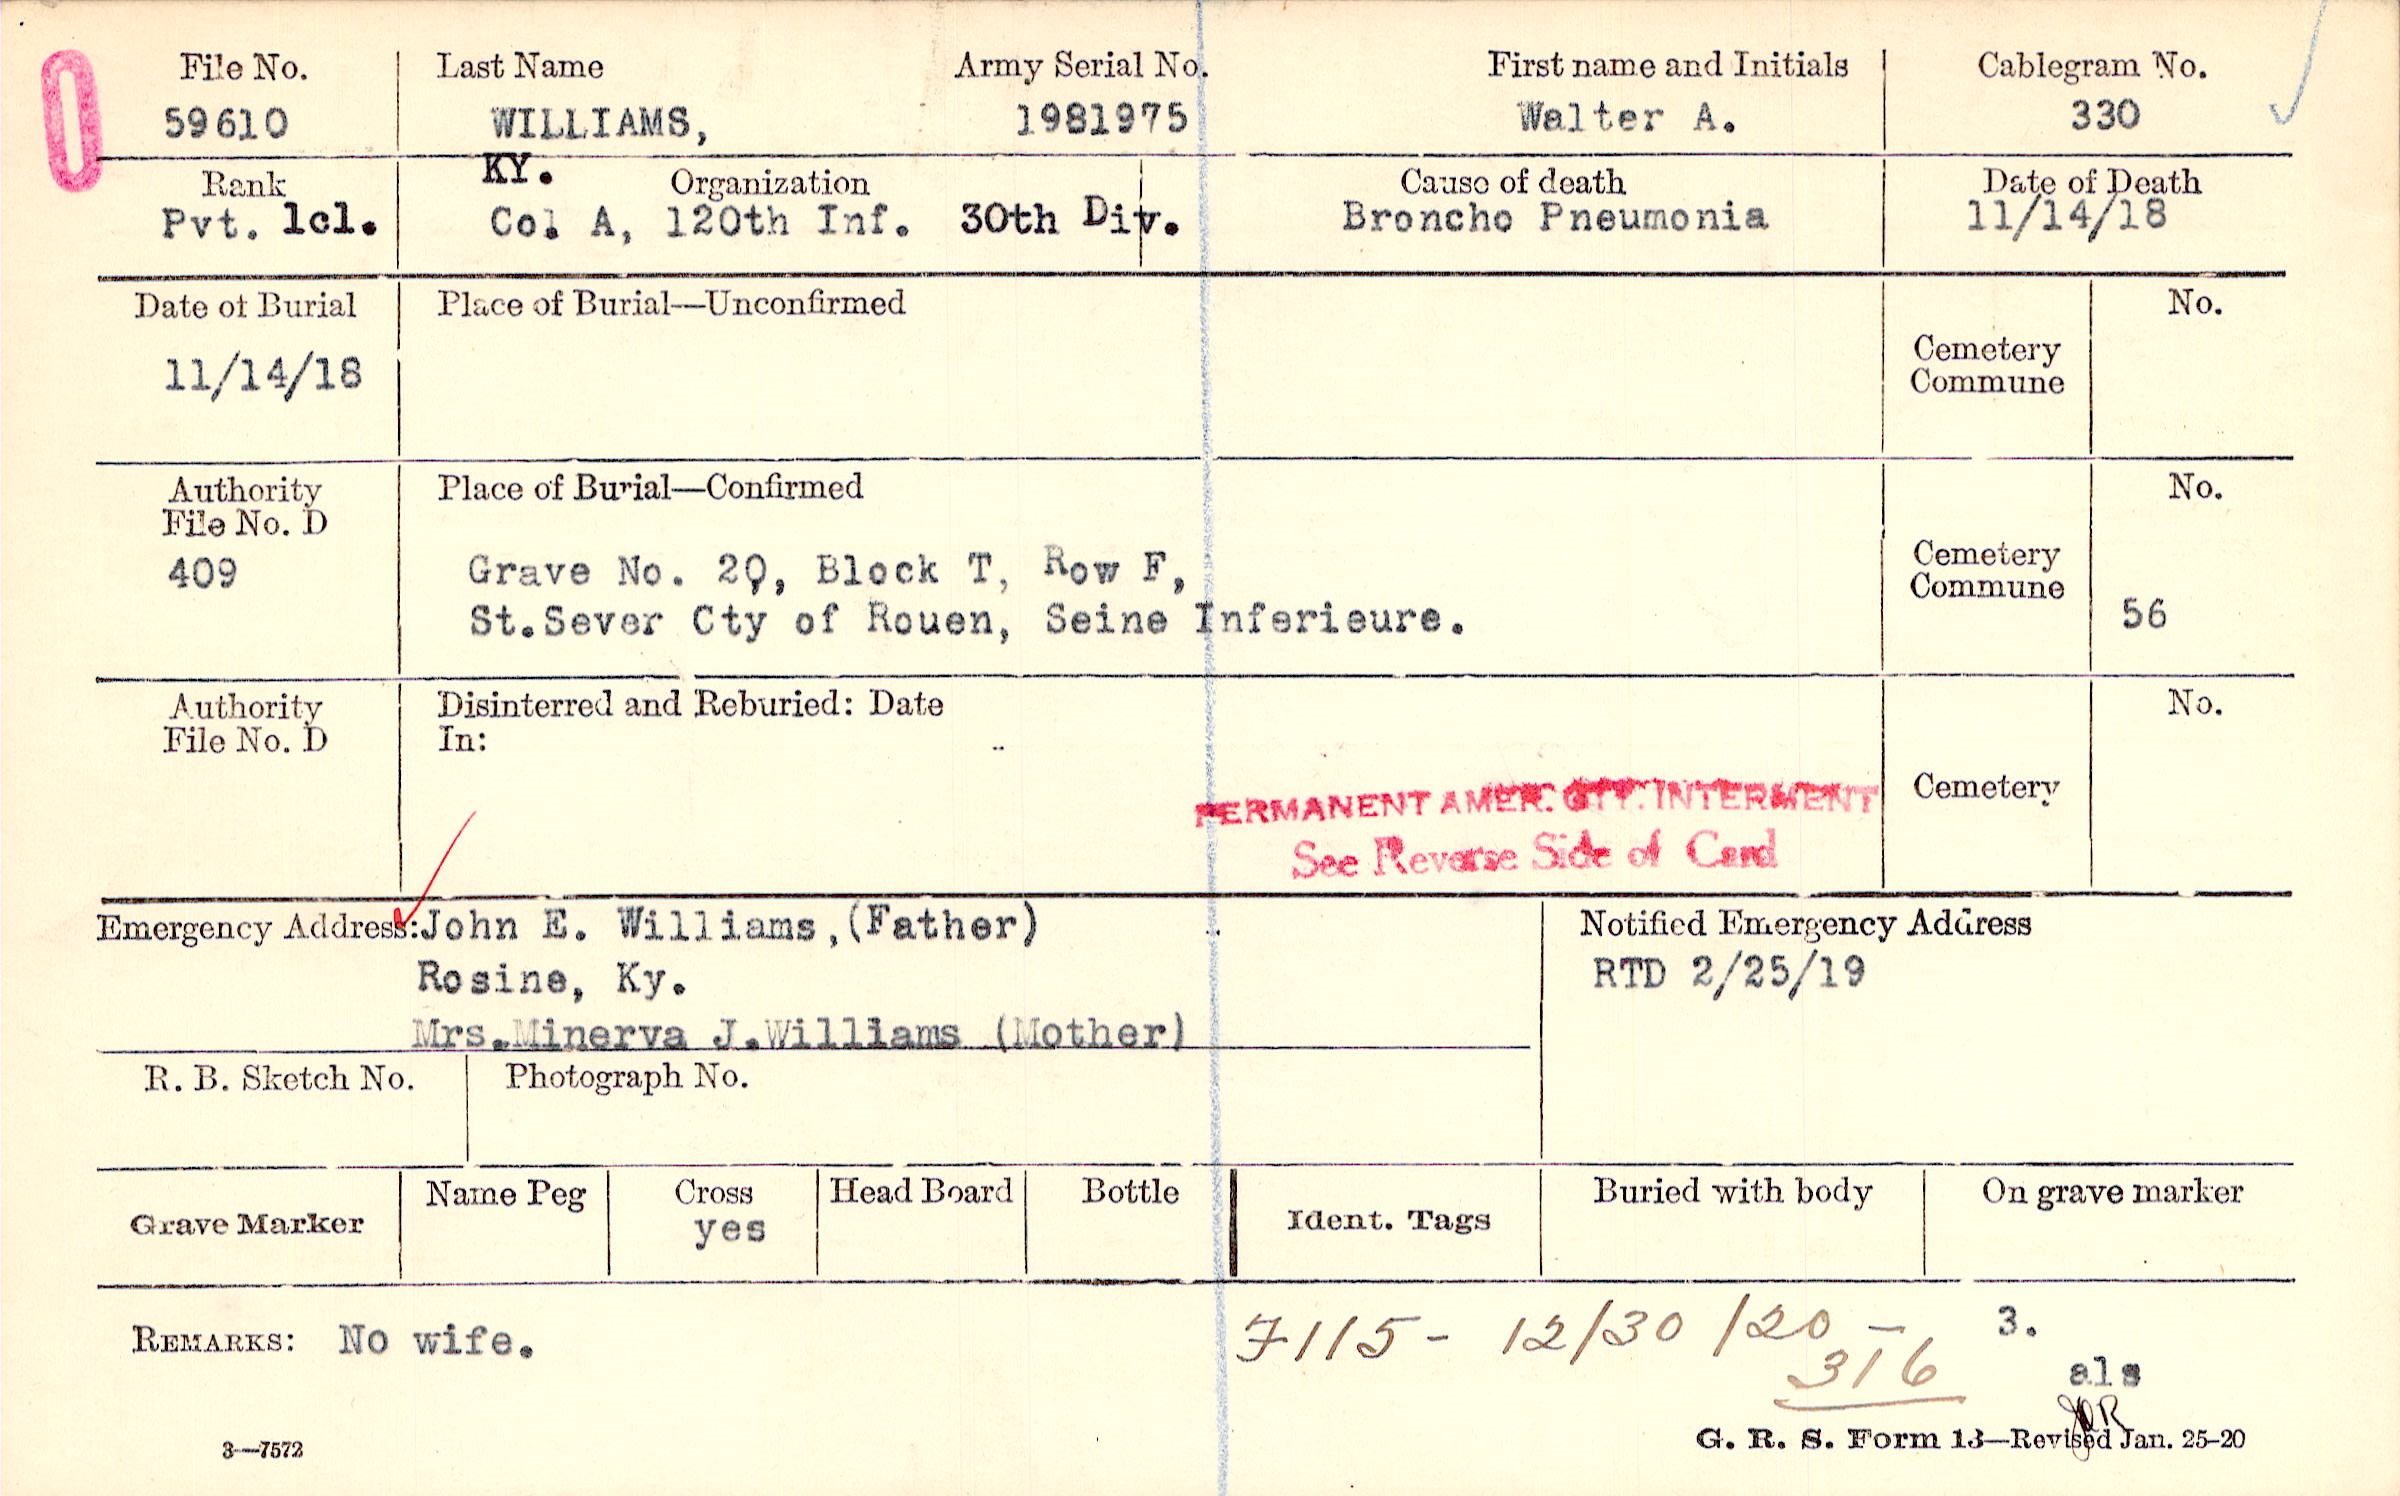 File No. Last Name Army Serial No. First name and Initials Cablegram No.
59610 WILLIAMS, 1981975 Walter A. 330
KY.
Rank Organization Cause of death Date of Death
Pvt. 1cl. Co. A, 120th Inf. 30th Div. Broncho Pneumonia 11/14/18
Date of Burial Place of Burial—Unconfirmed No.
11/14/18 Cemetery
Commune
Authority Place of Burial—Confirmed No.
File No. D
409 Grave No. 20, Block T, Row F, Cemetery
Commune
St.Sever Cty of Rouen, Seine Inferieure. 56
Authority Disinterred and Reburied: Date No.
File No. D In:
PERMANENT AMER. CTY. INTERMENT Cemetery
See Reverse Side of Card
Emergency Address: John E. Williams, (Father) Notified Emergency Address
Rosine, Ky. RTD 2/25/19
Mrs.Minerva J.Williams (Mother)
R. B. Sketch No. Photograph No.
Grave Marker Name Peg Cross Head Board Bottle Ident. Tags Buried with body On grave marker
yes
REMARKS: No wife. 7115- 12/30/20 - 3.
316
als
3—7572 G. R. S. Form 13—Revised Jan. 25-20